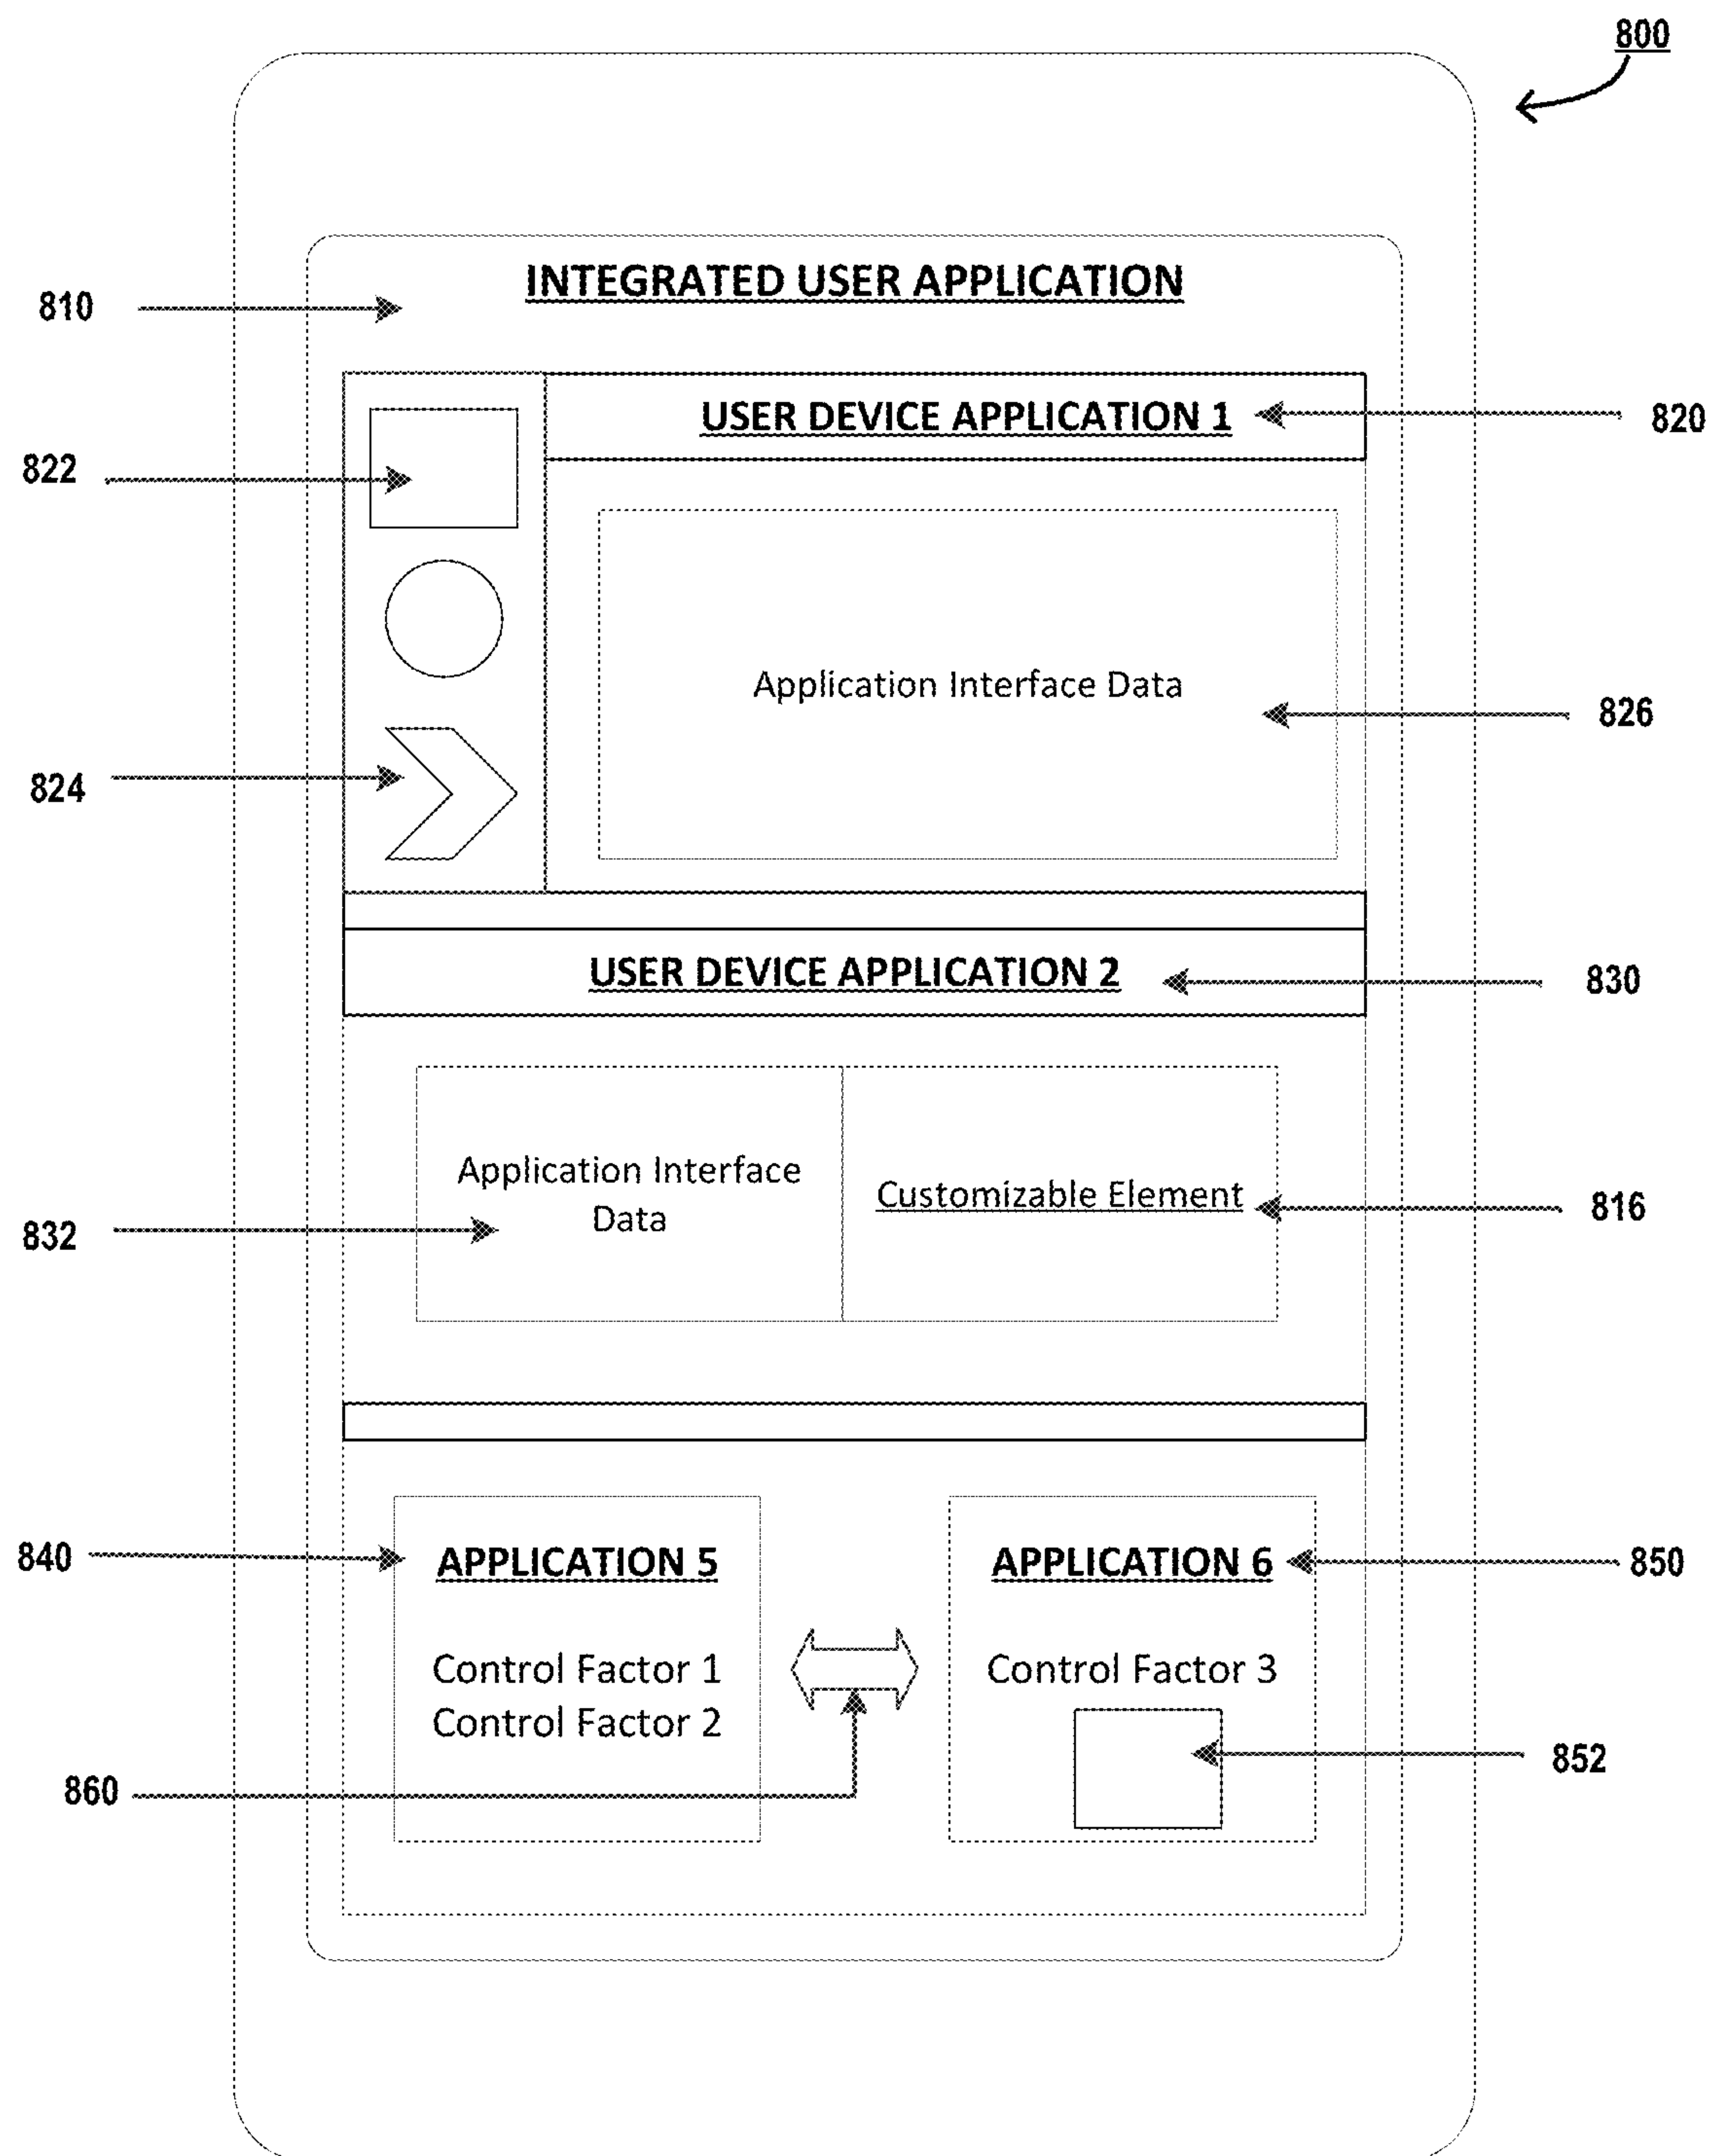 800
INTEGRATED USER APPLICATION
810
USER DEVICE APPLICATION 1
820
822
Application Interface Data
826
824
USER DEVICE APPLICATION 2
830
Application Interface
Data
Customizable Element
816
832
840
APPLICATION 5
Control Factor 1
Control Factor 2
APPLICATION 6
850
Control Factor 3
852
860